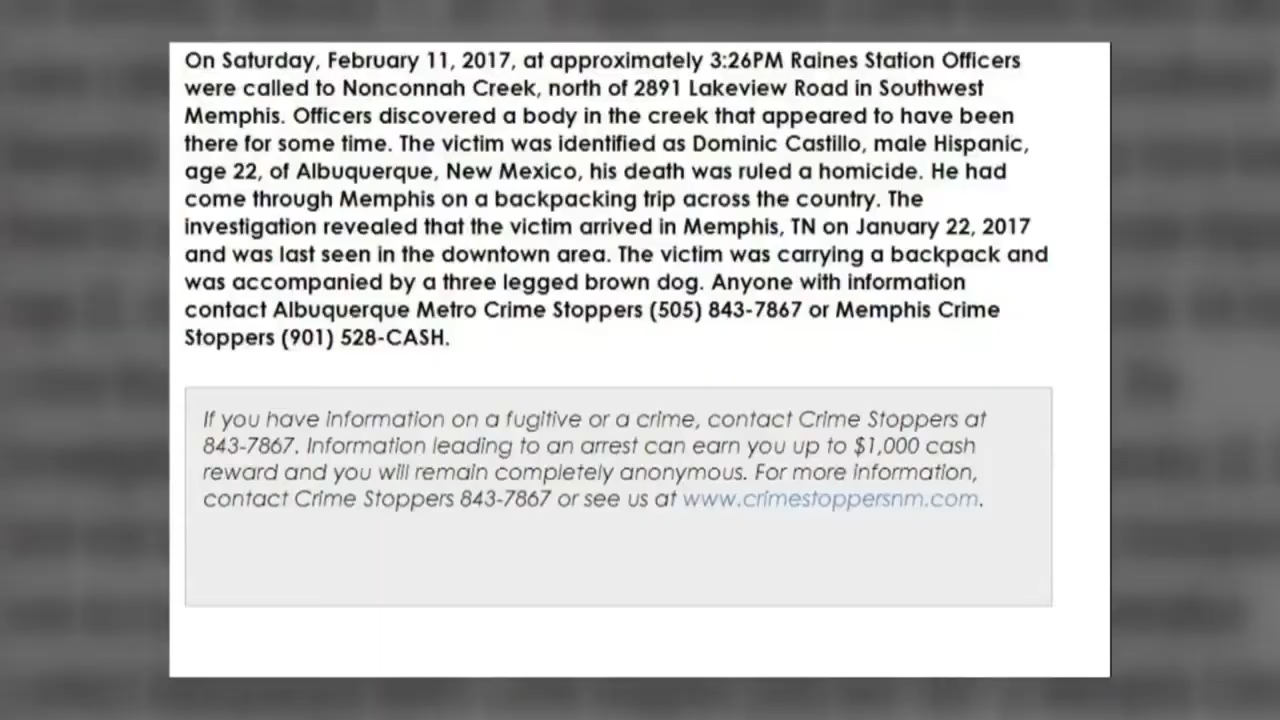 On Saturday, February 11, 2017, at approximately 3:26PM Raines Station Officers
were called to Nonconnah Creek, north of 2891 Lakeview Road in Southwest
Memphis. Officers discovered a body in the creek that appeared to have been
there for some time. The victim was identified as Dominic Castillo, male Hispanic,
age 22, of Albuquerque, New Mexico, his death was ruled a homicide. He had
come through Memphis on a backpacking trip across the country. The
investigation revealed that the victim arrived in Memphis, TN on January 22, 2017
and was last seen in the downtown area. The victim was carrying a backpack and
was accompanied by a three legged brown dog. Anyone with information
contact Albuquerque Metro Crime Stoppers (505) 843-7867 or Memphis Crime
Stoppers (901) 528-CASH.
If you have information on a fugitive or a crime, contact Crime Stoppers at
843-7867. Information leading to an arrest can earn you up to $1,000 cash
reward and you will remain completely anonymous. For more information,
contact Crime Stoppers 843-7867 or see us at www.crimestoppersnm.com.